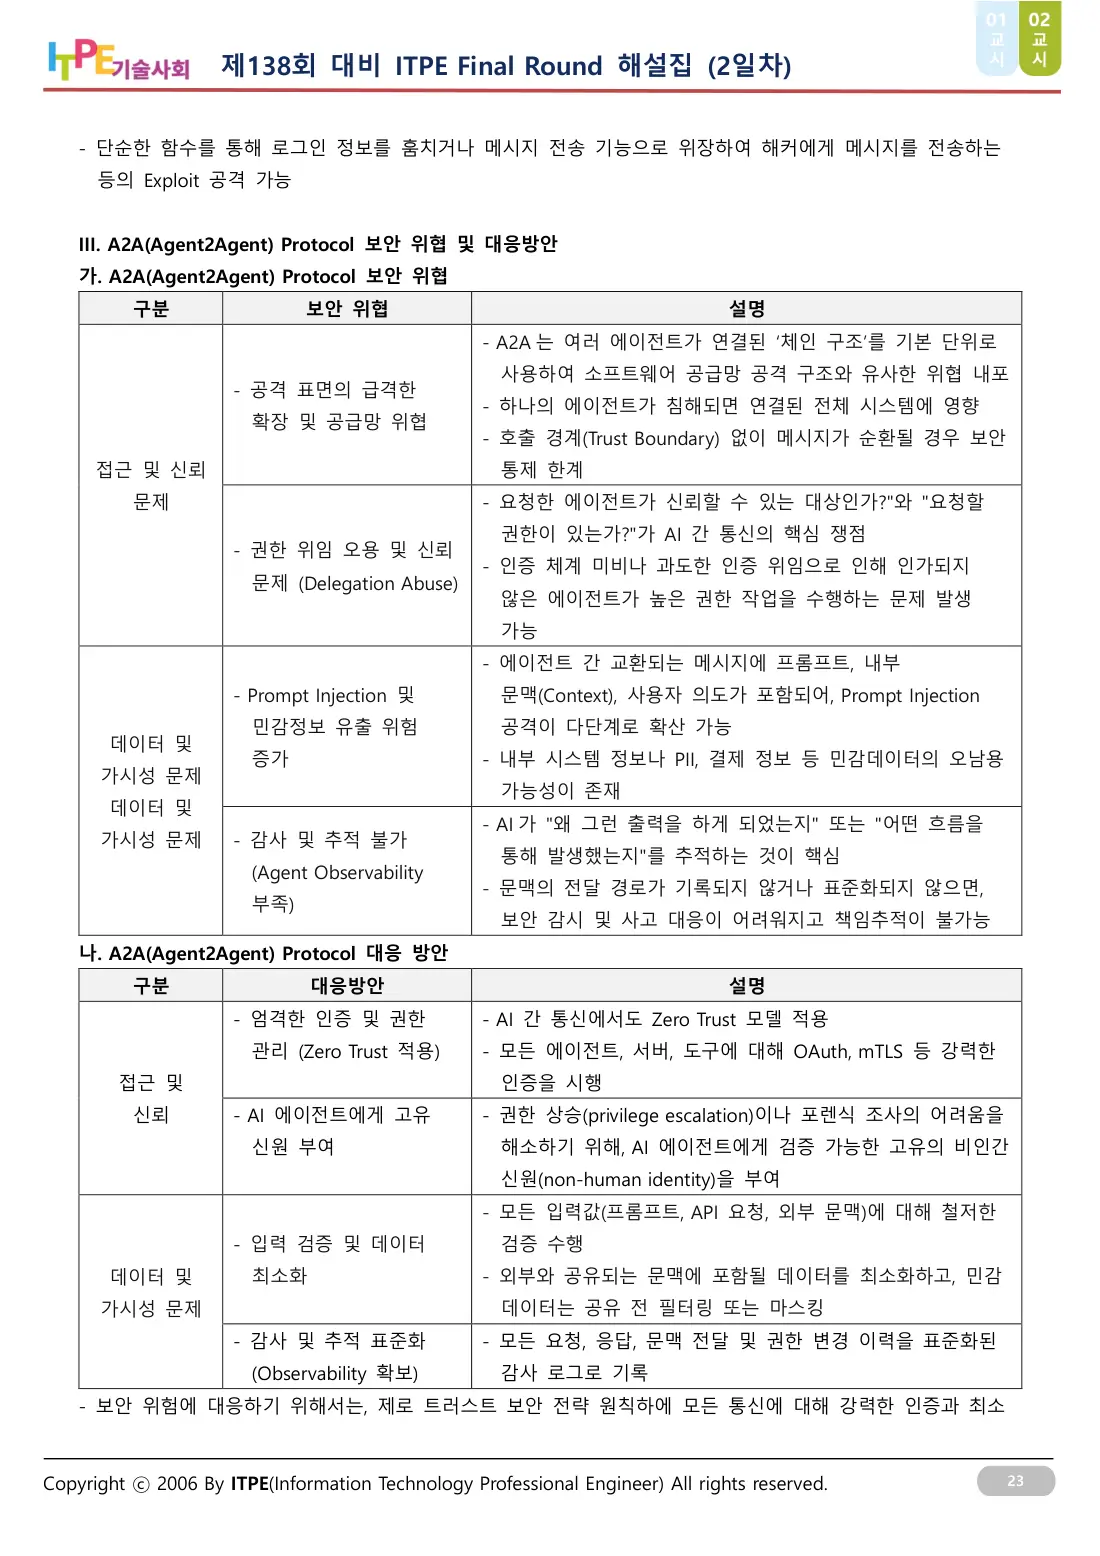 01
교
시
02
교
시
ITPE기술사회 제138회 대비 ITPE Final Round 해설집 (2일차)
- 단순한 함수를 통해 로그인 정보를 훔치거나 메시지 전송 기능으로 위장하여 해커에게 메시지를 전송하는
등의 Exploit 공격 가능
III. A2A(Agent2Agent) Protocol 보안 위협 및 대응방안
가. A2A(Agent2Agent) Protocol 보안 위협
구분 보안 위협 설명
접근 및 신뢰
문제
- 공격 표면의 급격한
확장 및 공급망 위협
- A2A 는 여러 에이전트가 연결된 ‘체인 구조’를 기본 단위로
사용하여 소프트웨어 공급망 공격 구조와 유사한 위협 내포
- 하나의 에이전트가 침해되면 연결된 전체 시스템에 영향
- 호출 경계(Trust Boundary) 없이 메시지가 순환될 경우 보안
통제 한계
- 권한 위임 오용 및 신뢰
문제 (Delegation Abuse)
- 요청한 에이전트가 신뢰할 수 있는 대상인가?"와 "요청할
권한이 있는가?"가 AI 간 통신의 핵심 쟁점
- 인증 체계 미비나 과도한 인증 위임으로 인해 인가되지
않은 에이전트가 높은 권한 작업을 수행하는 문제 발생
가능
데이터 및
가시성 문제
데이터 및
가시성 문제
- Prompt Injection 및
민감정보 유출 위험
증가
- 에이전트 간 교환되는 메시지에 프롬프트, 내부
문맥(Context), 사용자 의도가 포함되어, Prompt Injection
공격이 다단계로 확산 가능
- 내부 시스템 정보나 PII, 결제 정보 등 민감데이터의 오남용
가능성이 존재
- 감사 및 추적 불가
(Agent Observability
부족)
- AI 가 "왜 그런 출력을 하게 되었는지" 또는 "어떤 흐름을
통해 발생했는지"를 추적하는 것이 핵심
- 문맥의 전달 경로가 기록되지 않거나 표준화되지 않으면,
보안 감시 및 사고 대응이 어려워지고 책임추적이 불가능
나. A2A(Agent2Agent) Protocol 대응 방안
구분 대응방안 설명
접근 및
신뢰
- 엄격한 인증 및 권한
관리 (Zero Trust 적용)
- AI 간 통신에서도 Zero Trust 모델 적용
- 모든 에이전트, 서버, 도구에 대해 OAuth, mTLS 등 강력한
인증을 시행
- AI 에이전트에게 고유
신원 부여
- 권한 상승(privilege escalation)이나 포렌식 조사의 어려움을
해소하기 위해, AI 에이전트에게 검증 가능한 고유의 비인간
신원(non-human identity)을 부여
데이터 및
가시성 문제
- 입력 검증 및 데이터
최소화
- 모든 입력값(프롬프트, API 요청, 외부 문맥)에 대해 철저한
검증 수행
- 외부와 공유되는 문맥에 포함될 데이터를 최소화하고, 민감
데이터는 공유 전 필터링 또는 마스킹
- 감사 및 추적 표준화
(Observability 확보)
- 모든 요청, 응답, 문맥 전달 및 권한 변경 이력을 표준화된
감사 로그로 기록
- 보안 위험에 대응하기 위해서는, 제로 트러스트 보안 전략 원칙하에 모든 통신에 대해 강력한 인증과 최소
Copyright ⓒ 2006 By ITPE(Information Technology Professional Engineer) All rights reserved.
23